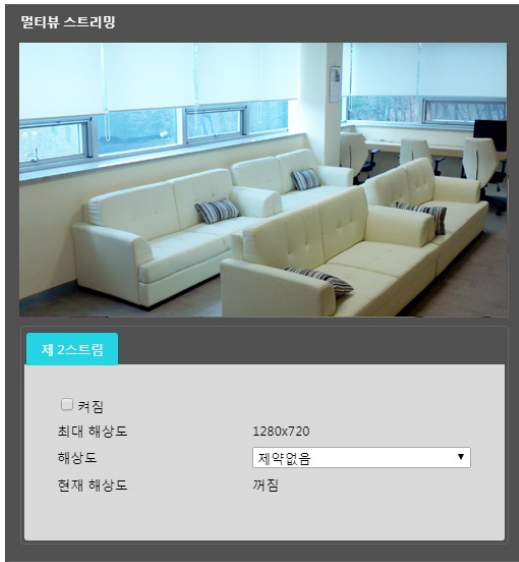 멀티뷰 스트리밍
제 2스트림
켜짐
최대 해상도 1280x720
해상도 제약없음
현재 해상도 꺼짐